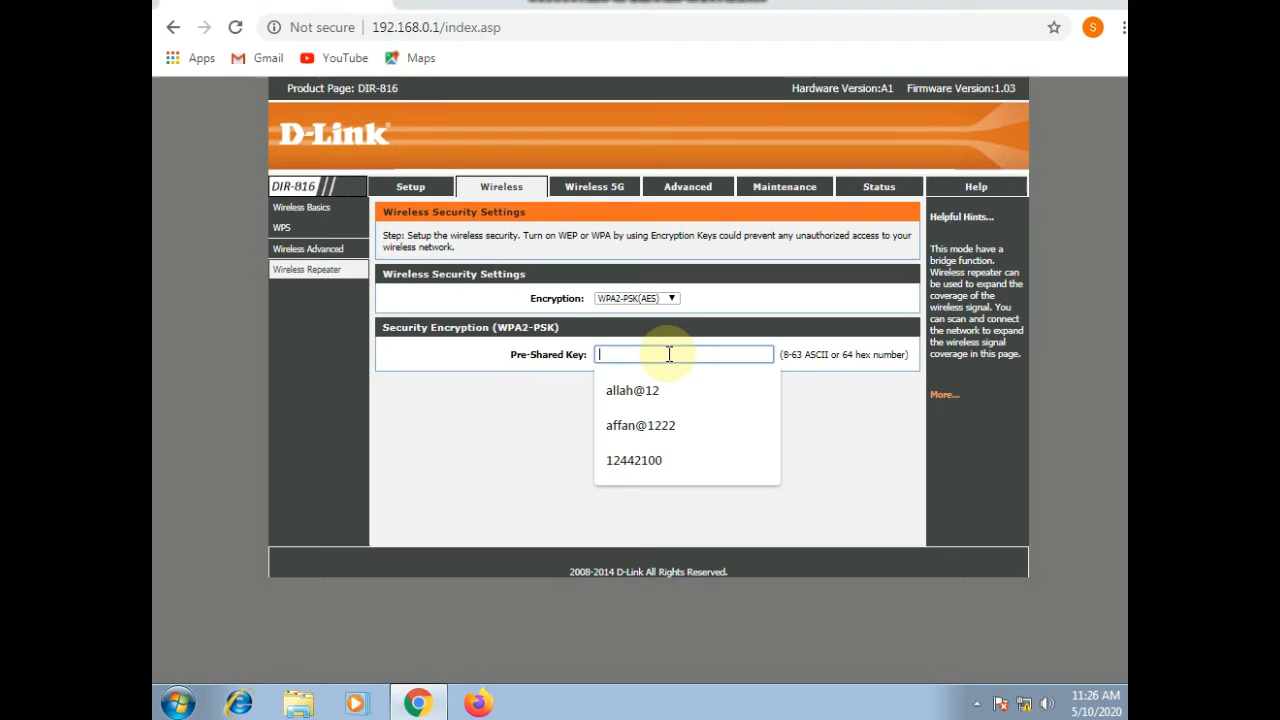 Not secure 192.168.0.1/index.asp S
Apps Gmail YouTube Maps
Product Page: DIR-816 Hardware Version:A1 Firmware Version:1.03
D-Link
DIR-816 Setup Wireless Wireless 5G Advanced Maintenance Status Help
Wireless Basics
WPS
Wireless Advanced
Wireless Repeater
Wireless Security Settings
Step: Setup the wireless security. Turn on WEP or WPA by using Encryption Keys could prevent any unauthorized access to your
wireless network.
Wireless Security Settings
Encryption: WPA2-PSK(AES)
Security Encryption (WPA2-PSK)
Pre-Shared Key: (8-63 ASCII or 64 hex number)
allah@12
affan@1222
12442100
Helpful Hints...
This mode have a
bridge function.
Wireless repeater can
be used to expand the
coverage of the
wireless signal. You
can scan and connect
the network to expand
the wireless signal
coverage in this page.
More...
2008-2014 D-Link All Rights Reserved.
11:26 AM
5/10/2020